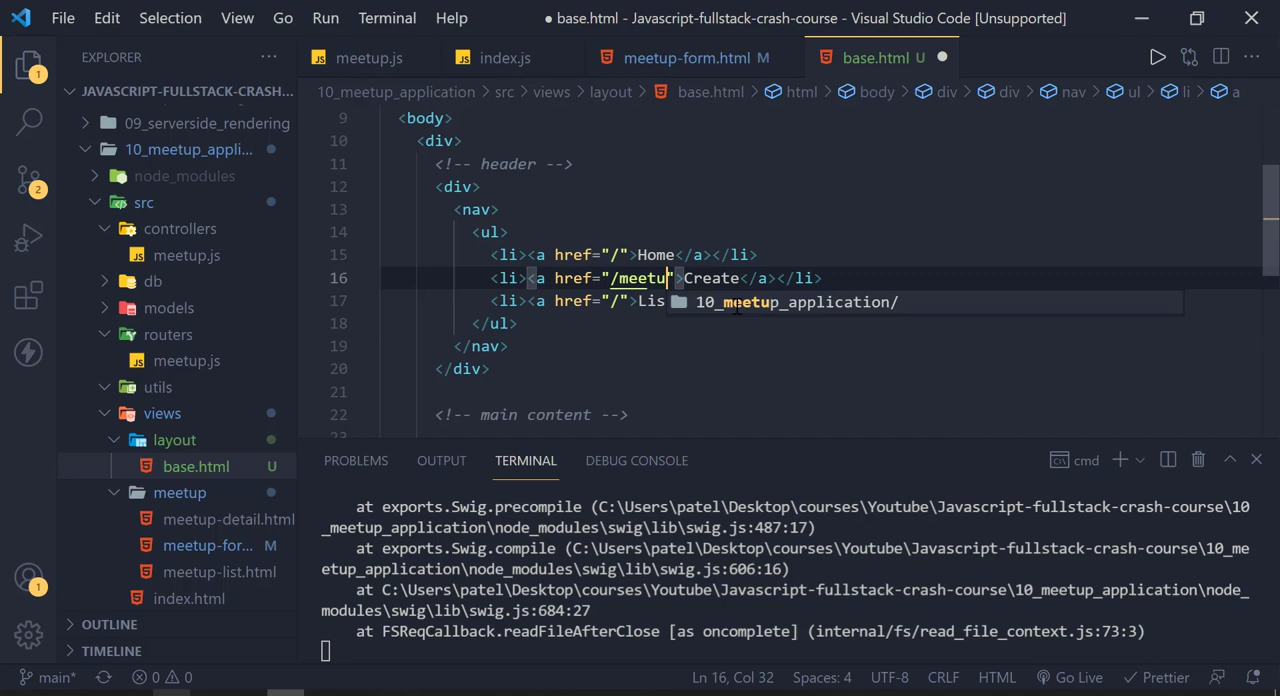 File Edit Selection View Go Run Terminal Help ● base.html - Javascript-fullstack-crash-course - Visual Studio Code [Unsupported]
EXPLORER ···
JS meetup.js JS index.js meetup-form.html M base.html U ●
JAVASCRIPT-FULLSTACK-CRASH...
10_meetup_application > src > views > layout > base.html > html > body > div > div > nav > ul > li > a
09_serverside_rendering
10_meetup_appli...
node_modules
src
controllers
JS meetup.js
db
models
routers
JS meetup.js
utils
views
layout
base.html U
meetup
meetup-detail.html
meetup-for... M
meetup-list.html
index.html
OUTLINE
TIMELINE
1
2
1
9 <body>
10 <div>
11 <!-- header -->
12 <div>
13 <nav>
14 <ul>
15 <li><a href="/">Home</a></li>
16 <li><a href="/meetu">Create</a></li>
17 <li><a href="/">Lis
10_meetup_application/
18 </ul>
19 </nav>
20 </div>
21
22 <!-- main content -->
23
PROBLEMS OUTPUT TERMINAL DEBUG CONSOLE cmd
at exports.Swig.precompile (C:\Users\patel\Desktop\courses\Youtube\Javascript-fullstack-crash-course\10
_meetup_application\node_modules\swig\lib\swig.js:487:17)
at exports.Swig.compile (C:\Users\patel\Desktop\courses\Youtube\Javascript-fullstack-crash-course\10_me
etup_application\node_modules\swig\lib\swig.js:606:16)
at C:\Users\patel\Desktop\courses\Youtube\Javascript-fullstack-crash-course\10_meetup_application\node_
modules\swig\lib\swig.js:684:27
at FSReqCallback.readFileAfterClose [as oncomplete] (internal/fs/read_file_context.js:73:3)
main* 0 0 Ln 16, Col 32 Spaces: 4 UTF-8 CRLF HTML Go Live Prettier